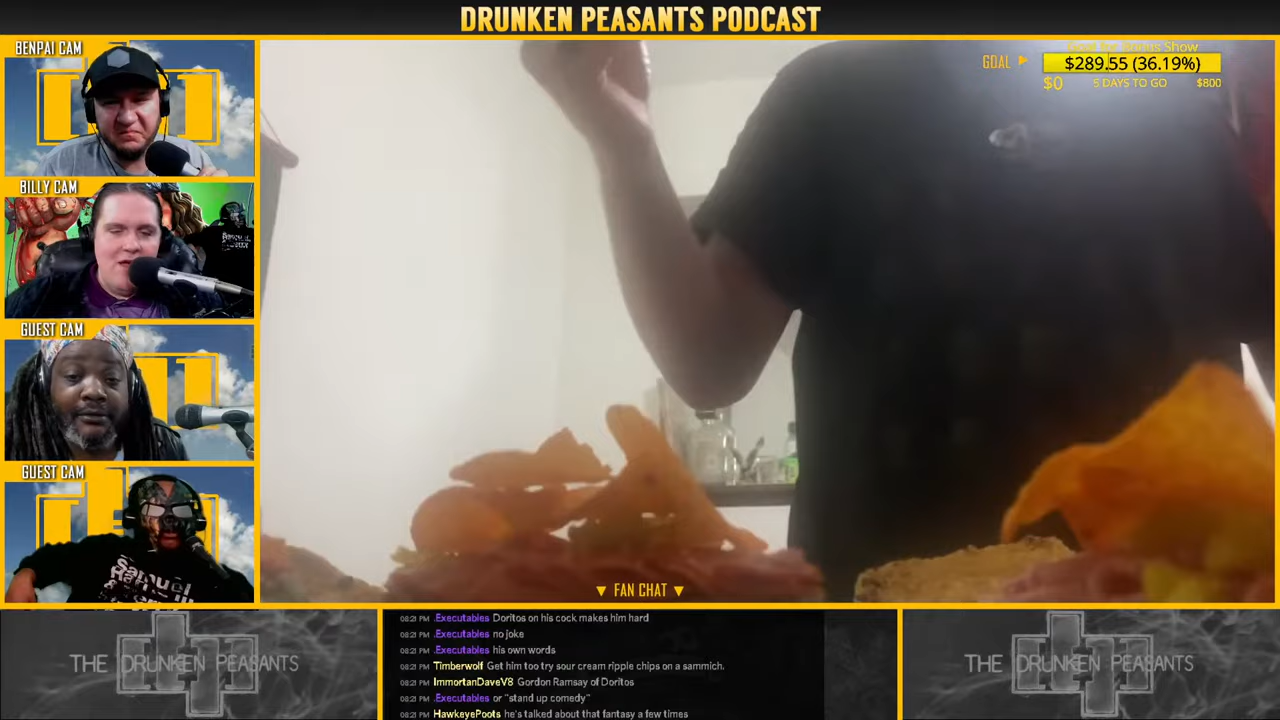 DRUNKEN PEASANTS PODCAST
BENPAI CAM
BILLY CAM
GUEST CAM
GUEST CAM
Goal for Bonus Show
GOAL
$289.55 (36.19%)
$0 5 DAYS TO GO $800
Samuel
▼ FAN CHAT ▼
08:21 PM .Executables Doritos on his cock makes him hard
08:21 PM .Executables no joke
08:21 PM .Executables his own words
08:21 PM Timberwolf Get him too try sour cream ripple chips on a sammich.
08:21 PM ImmortanDaveV8 Gordon Ramsay of Doritos
08:21 PM .Executables or "stand up comedy"
08:21 PM HawkeyePoots he's talked about that fantasy a few times
THE DRUNKEN PEASANTS
THE DRUNKEN PEASANTS